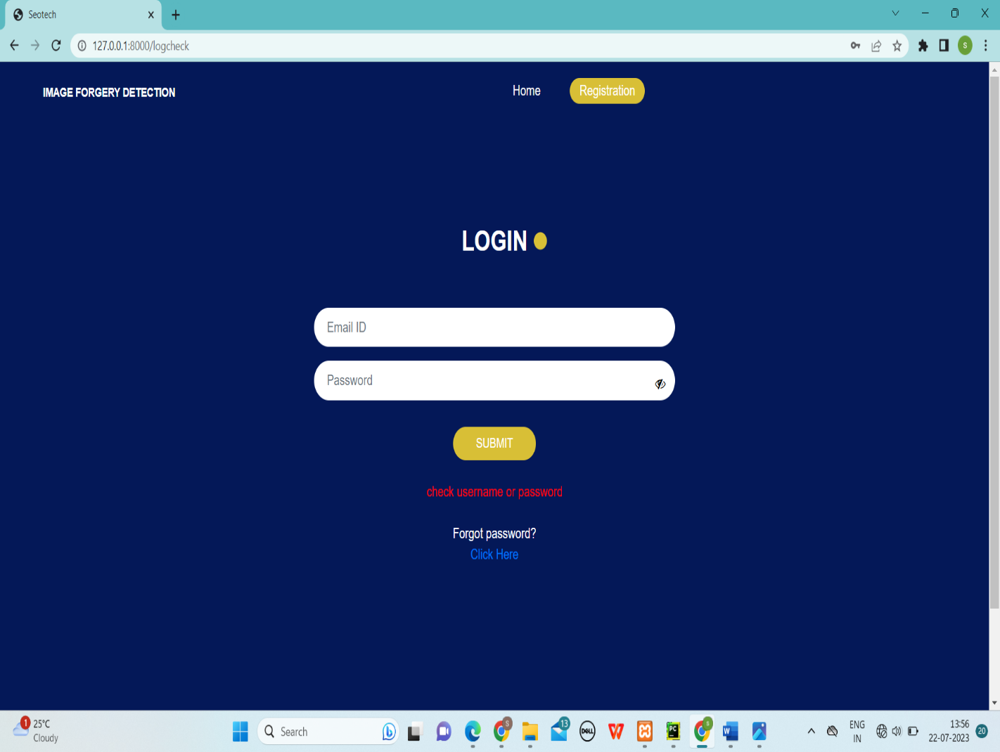 Seotech
127.0.0.1:8000/logcheck
S
IMAGE FORGERY DETECTION
Home
Registration
LOGIN
Email ID
Password
SUBMIT
check username or password
Forgot password?
Click Here
1
25°C
Cloudy
Search
S
13
DELL
W
PC
S
W
ENG
IN
13:56
22-07-2023
20